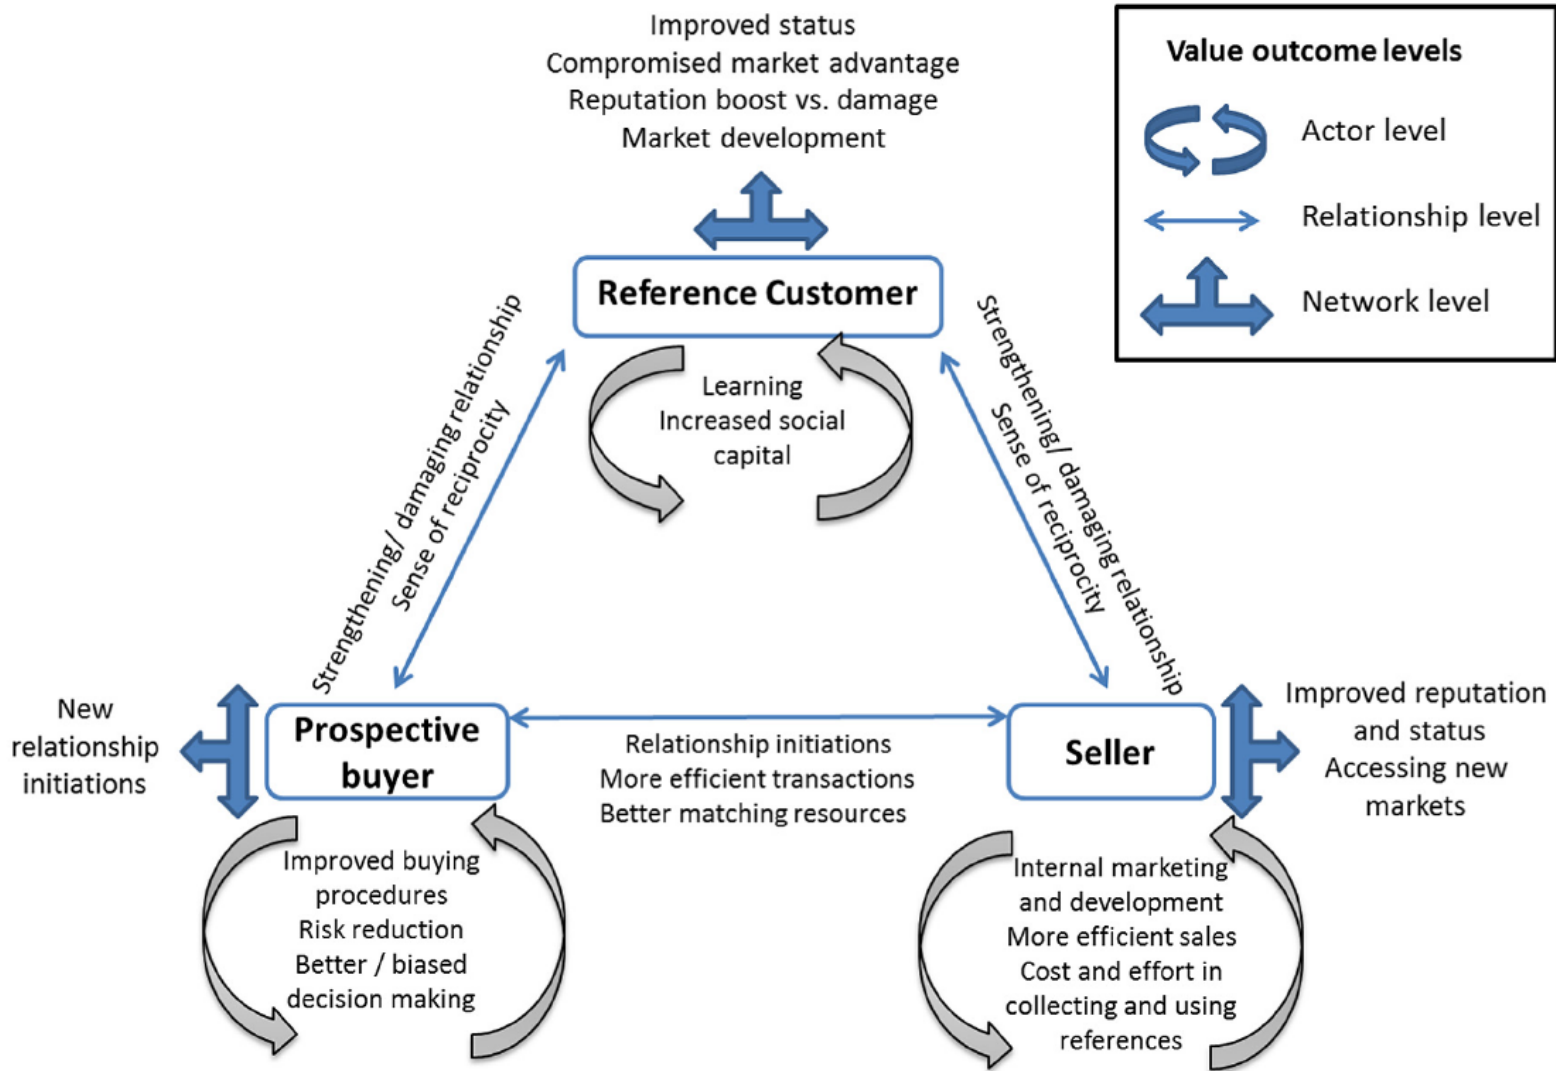 Improved status
Compromised market advantage
Reputation boost vs. damage
Market development
Value outcome levels
Actor level
Relationship level
Network level
Reference Customer
Learning
Increased social
capital
Strengthening/ damaging relationship
Sense of reciprocity
Strengthening/ damaging relationship
Sense of reciprocity
New
relationship
initiations
Prospective
buyer
Relationship initiations
More efficient transactions
Better matching resources
Seller
Improved reputation
and status
Accessing new
markets
Improved buying
procedures
Risk reduction
Better / biased
decision making
Internal marketing
and development
More efficient sales
Cost and effort in
collecting and using
references